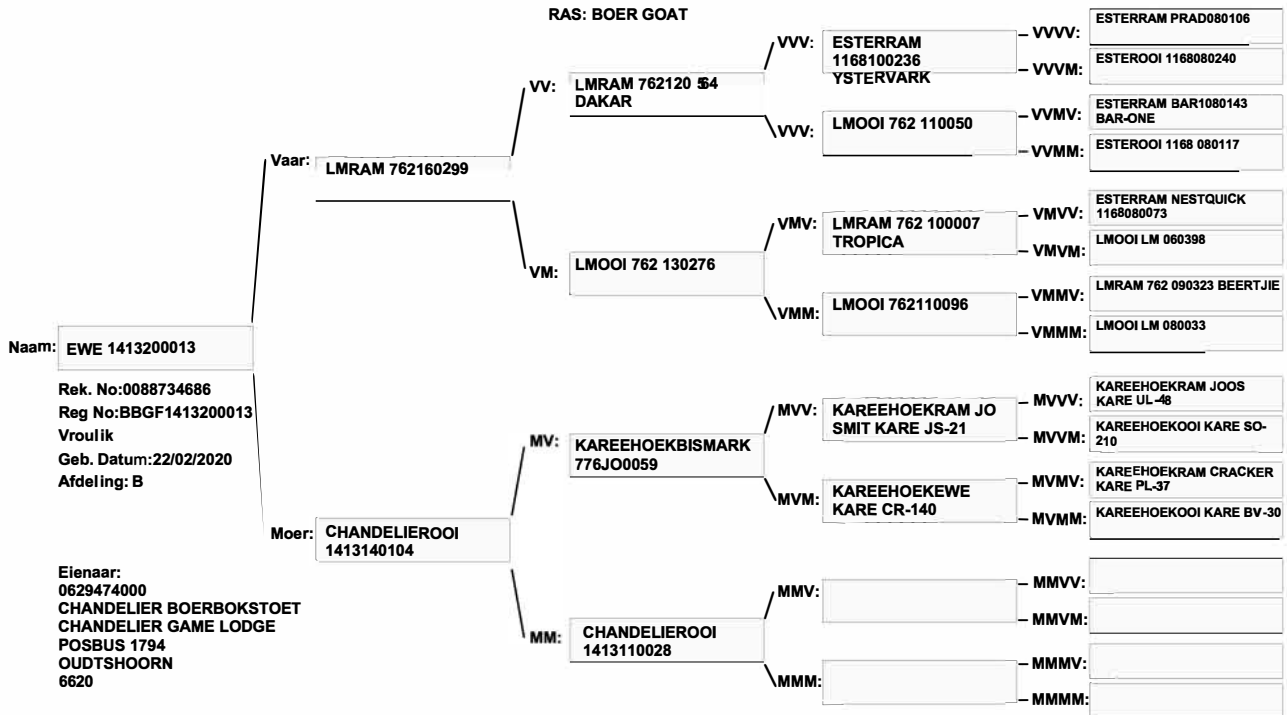 RAS: BOER GOAT
Naam: EWE 1413200013
Rek. No:0088734686
Reg No:BBGF1413200013
Vroulik
Geb. Datum:22/02/2020
Afdeling: B
Eienaar:
0629474000
CHANDELIER BOERBOKSTOET
CHANDELIER GAME LODGE
POSBUS 1794
OUDTSHOORN
6620
Vaar: LMRAM 762160299
Moer: CHANDELIEROOI
1413140104
VV: LMRAM 762120 564
DAKAR
VM: LMOOI 762 130276
MV: KAREEHOEKBISMARK
776JO0059
MM: CHANDELIEROOI
1413110028
VVV: ESTERRAM
1168100236
YSTERVARK
VVV: LMOOI 762 110050
VMV: LMRAM 762 100007
TROPICA
VMM: LMOOI 762110096
MVV: KAREEHOEKRAM JO
SMIT KARE JS-21
MVM: KAREEHOEKEWE
KARE CR-140
MMV:
MMM:
VVVV: ESTERRAM PRAD080106
VVVM: ESTEROOI 1168080240
VVMV: ESTERRAM BAR1080143
BAR-ONE
VVMM: ESTEROOI 1168 080117
VMVV: ESTERRAM NESTQUICK
1168080073
VMVM: LMOOI LM 060398
VMMV: LMRAM 762 090323 BEERTJIE
VMMM: LMOOI LM 080033
MVVV: KAREEHOEKRAM JOOS
KARE UL-48
MVVM: KAREEHOEKOOI KARE SO-
210
MVMV: KAREEHOEKRAM CRACKER
KARE PL-37
MVMM: KAREEHOEKOOI KARE BV-30
MMVV:
MMVM:
MMMV:
MMMM: